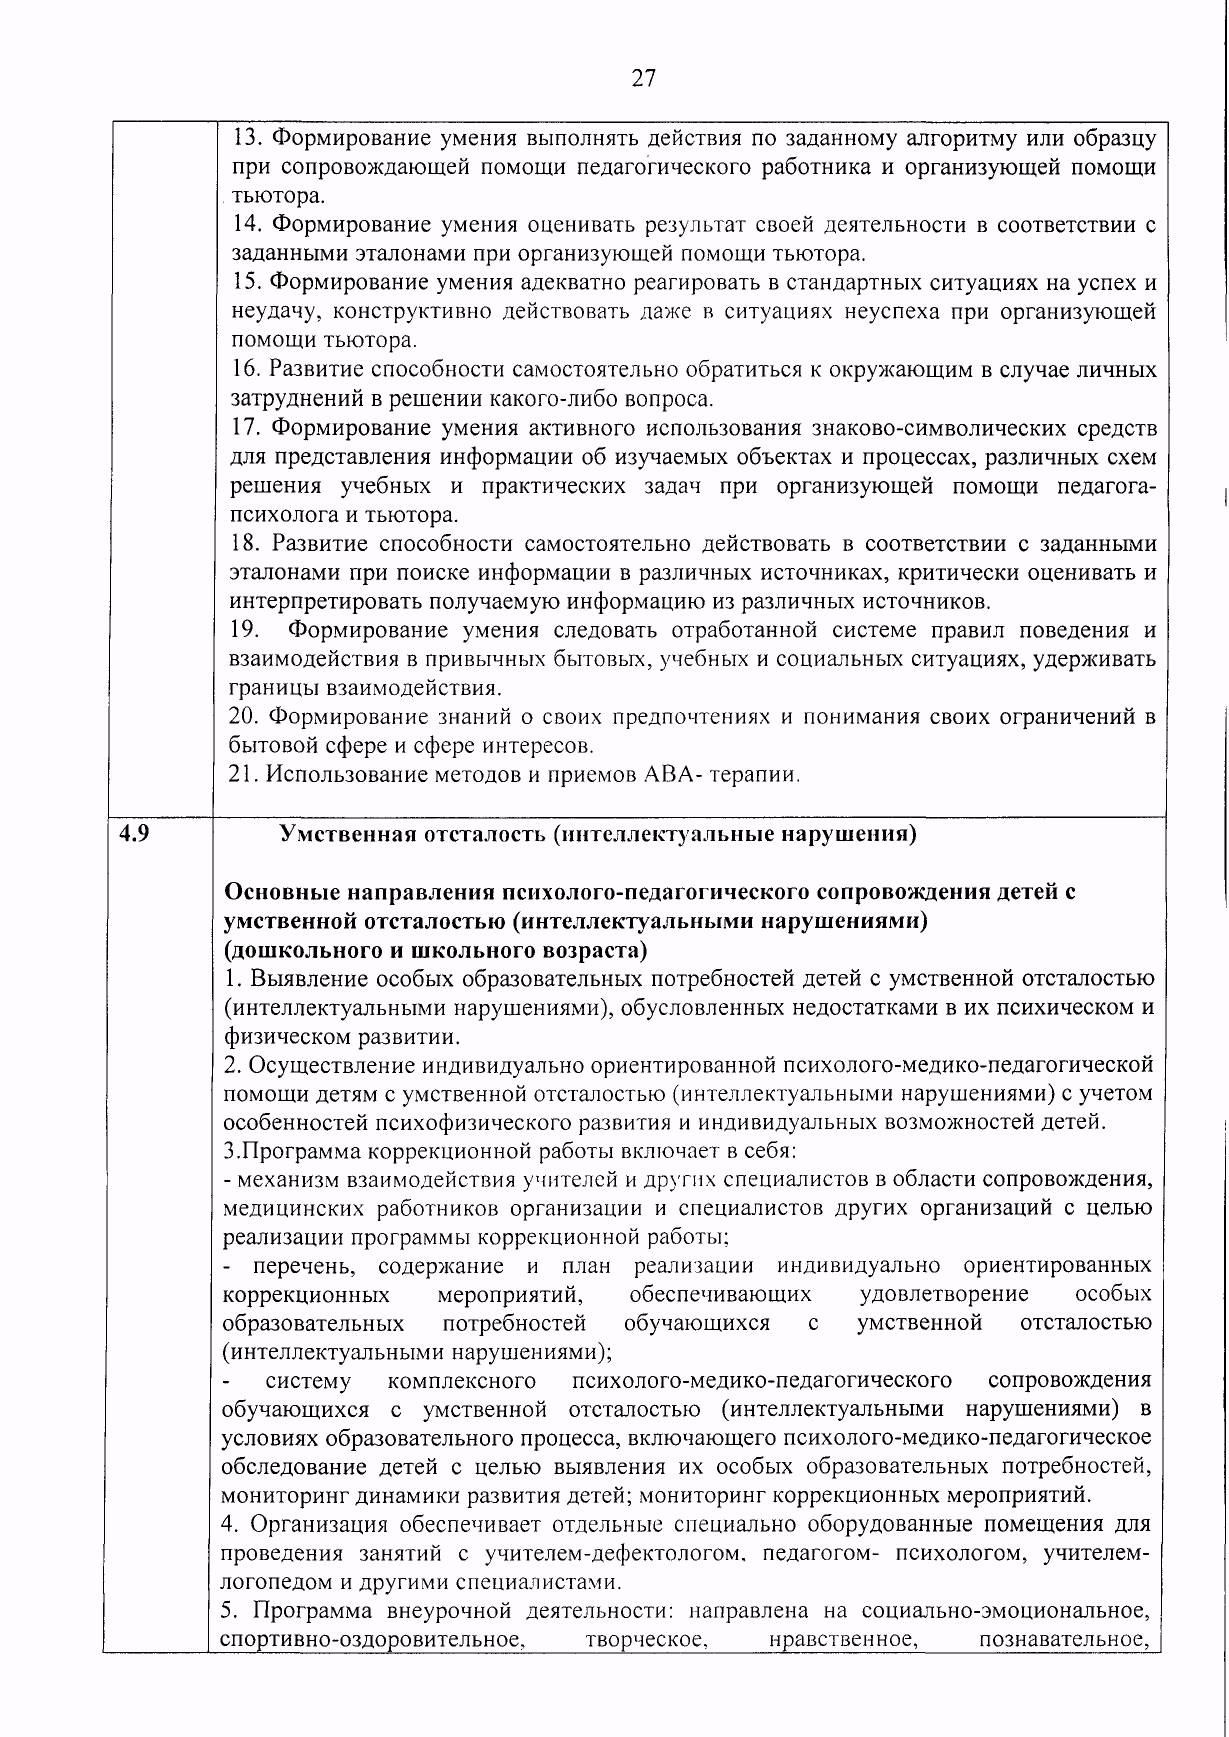 27
13. Формирование умения выполнять действия по заданному алгоритму или образцу
при сопровождающей помощи педагогического работника и организующей помощи
тьютора.
14. Формирование умения оценивать результат своей деятельности в соответствии с
заданными эталонами при организующей помощи тьютора.
15. Формирование умения адекватно реагировать в стандартных ситуациях на успех и
неудачу, конструктивно действовать даже в ситуациях неуспеха при организующей
помощи тьютора.
16. Развитие способности самостоятельно обратиться к окружающим в случае личных
затруднений в решении какого-либо вопроса.
17. Формирование умения активного использования знаково-символических средств
для представления информации об изучаемых объектах и процессах, различных схем
решения учебных и практических задач при организующей помощи педагога-
психолога и тьютора.
18. Развитие способности самостоятельно действовать в соответствии с заданными
эталонами при поиске информации в различных источниках, критически оценивать и
интерпретировать получаемую информацию из различных источников.
19. Формирование умения следовать отработанной системе правил поведения и
взаимодействия в привычных бытовых, учебных и социальных ситуациях, удерживать
границы взаимодействия.
20. Формирование знаний о своих предпочтениях и понимания своих ограничений в
бытовой сфере и сфере интересов.
21. Использование методов и приемов АВА- терапии.
4.9 Умственная отсталость (интеллектуальные нарушения)
Основные направления психолого-педагогического сопровождения детей с
умственной отсталостью (интеллектуальными нарушениями)
(дошкольного и школьного возраста)
1. Выявление особых образовательных потребностей детей с умственной отсталостью
(интеллектуальными нарушениями), обусловленных недостатками в их психическом и
физическом развитии.
2. Осуществление индивидуально ориентированной психолого-медико-педагогической
помощи детям с умственной отсталостью (интеллектуальными нарушениями) с учетом
особенностей психофизического развития и индивидуальных возможностей детей.
3.Программа коррекционной работы включает в себя:
- механизм взаимодействия учителей и других специалистов в области сопровождения,
медицинских работников организации и специалистов других организаций с целью
реализации программы коррекционной работы;
- перечень, содержание и план реализации индивидуально ориентированных
коррекционных мероприятий, обеспечивающих удовлетворение особых
образовательных потребностей обучающихся с умственной отсталостью
(интеллектуальными нарушениями);
- систему комплексного психолого-медико-педагогического сопровождения
обучающихся с умственной отсталостью (интеллектуальными нарушениями) в
условиях образовательного процесса, включающего психолого-медико-педагогическое
обследование детей с целью выявления их особых образовательных потребностей,
мониторинг динамики развития детей; мониторинг коррекционных мероприятий.
4. Организация обеспечивает отдельные специально оборудованные помещения для
проведения занятий с учителем-дефектологом, педагогом- психологом, учителем-
логопедом и другими специалистами.
5. Программа внеурочной деятельности: направлена на социально-эмоциональное,
спортивно-оздоровительное, творческое, нравственное, познавательное,